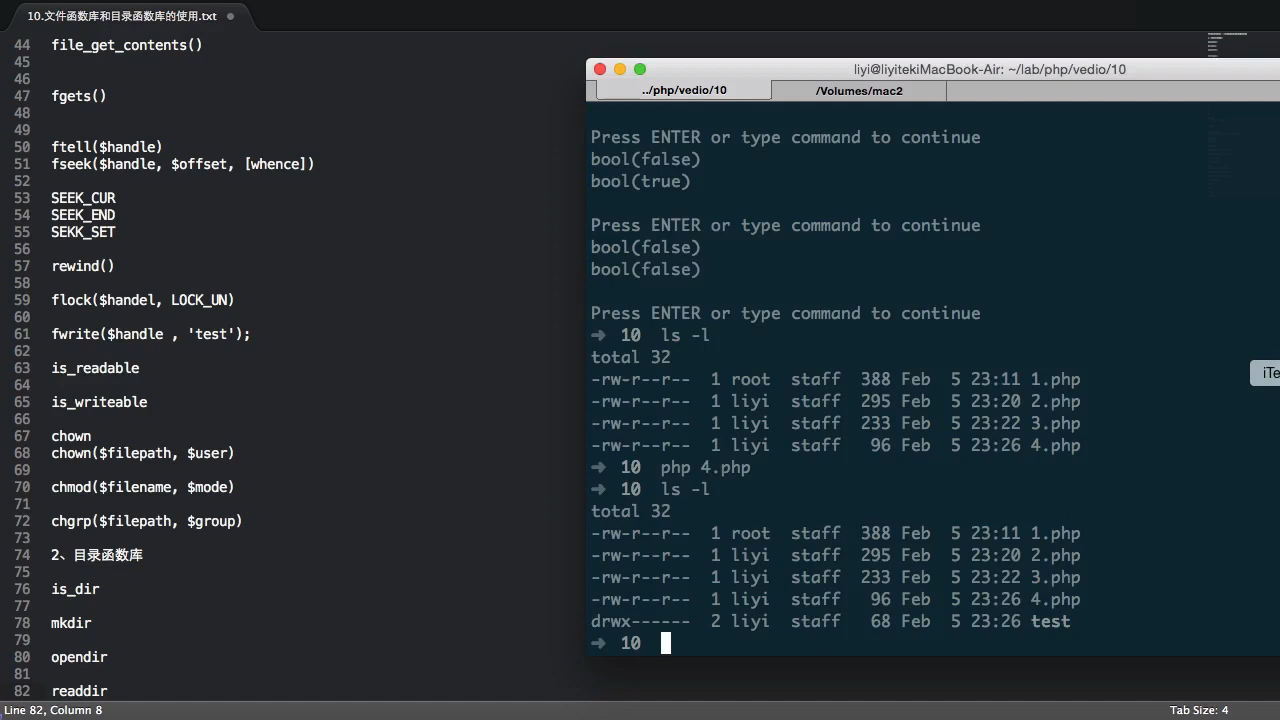 10.文件函数库和目录函数库的使用.txt
44 file_get_contents()
45
46
47 fgets()
48
49
50 ftell($handle)
51 fseek($handle, $offset, [whence])
52
53 SEEK_CUR
54 SEEK_END
55 SEKK_SET
56
57 rewind()
58
59 flock($handel, LOCK_UN)
60
61 fwrite($handle , 'test');
62
63 is_readable
64
65 is_writeable
66
67 chown
68 chown($filepath, $user)
69
70 chmod($filename, $mode)
71
72 chgrp($filepath, $group)
73
74 2、目录函数库
75
76 is_dir
77
78 mkdir
79
80 opendir
81
82 readdir
Line 82, Column 8
Tab Size: 4
liyi@liyitekiMacBook-Air: ~/lab/php/vedio/10
../php/vedio/10
/Volumes/mac2
Press ENTER or type command to continue
bool(false)
bool(true)
Press ENTER or type command to continue
bool(false)
bool(false)
Press ENTER or type command to continue
➜ 10 ls -l
total 32
-rw-r--r-- 1 root staff 388 Feb 5 23:11 1.php
-rw-r--r-- 1 liyi staff 295 Feb 5 23:20 2.php
-rw-r--r-- 1 liyi staff 233 Feb 5 23:22 3.php
-rw-r--r-- 1 liyi staff 96 Feb 5 23:26 4.php
➜ 10 php 4.php
➜ 10 ls -l
total 32
-rw-r--r-- 1 root staff 388 Feb 5 23:11 1.php
-rw-r--r-- 1 liyi staff 295 Feb 5 23:20 2.php
-rw-r--r-- 1 liyi staff 233 Feb 5 23:22 3.php
-rw-r--r-- 1 liyi staff 96 Feb 5 23:26 4.php
drwx------ 2 liyi staff 68 Feb 5 23:26 test
➜ 10
iTe